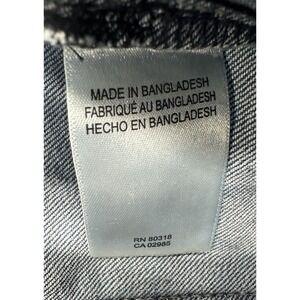 MADE IN BANGLADESH
FABRIQUÉ AU BANGLADESH
HECHO EN BANGLADESH
RN 80318
CA 02985